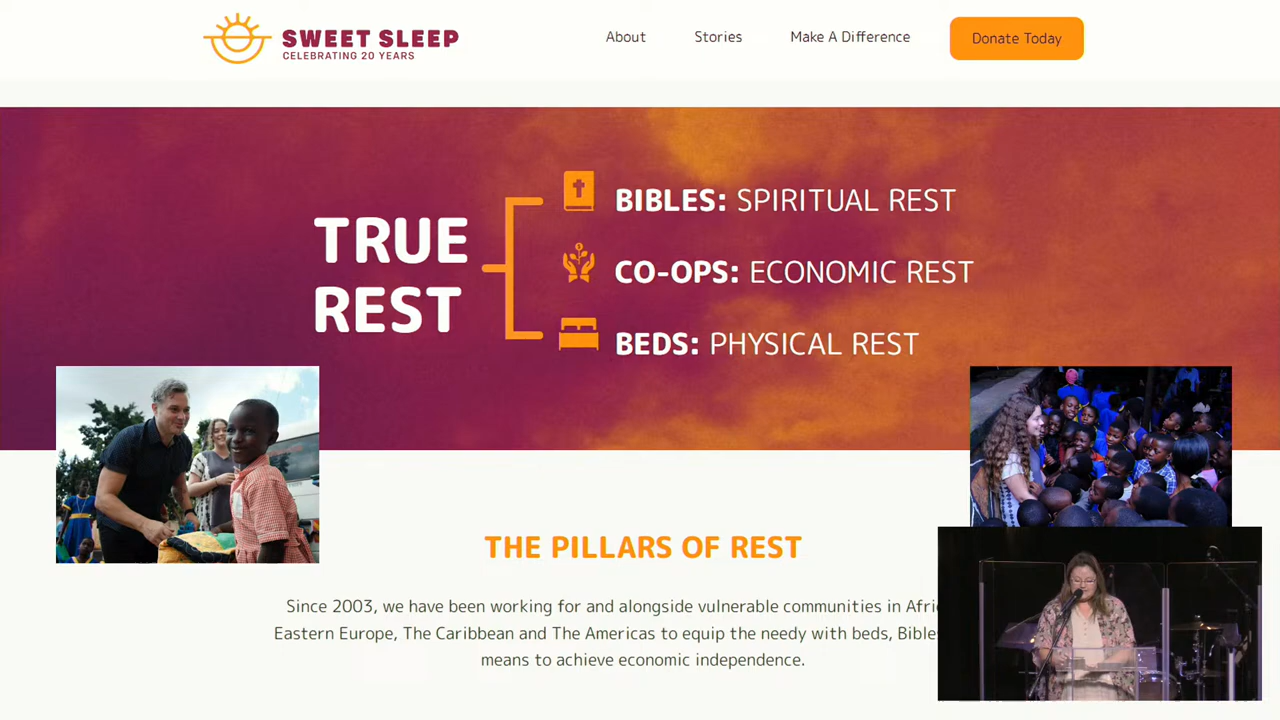 SWEET SLEEP
CELEBRATING 20 YEARS
About
Stories
Make A Difference
Donate Today
TRUE
REST
BIBLES: SPIRITUAL REST
CO-OPS: ECONOMIC REST
BEDS: PHYSICAL REST
THE PILLARS OF REST
Since 2003, we have been working for and alongside vulnerable communities in
Eastern Europe, The Caribbean and The Americas to equip the needy with beds,
means to achieve economic independence.